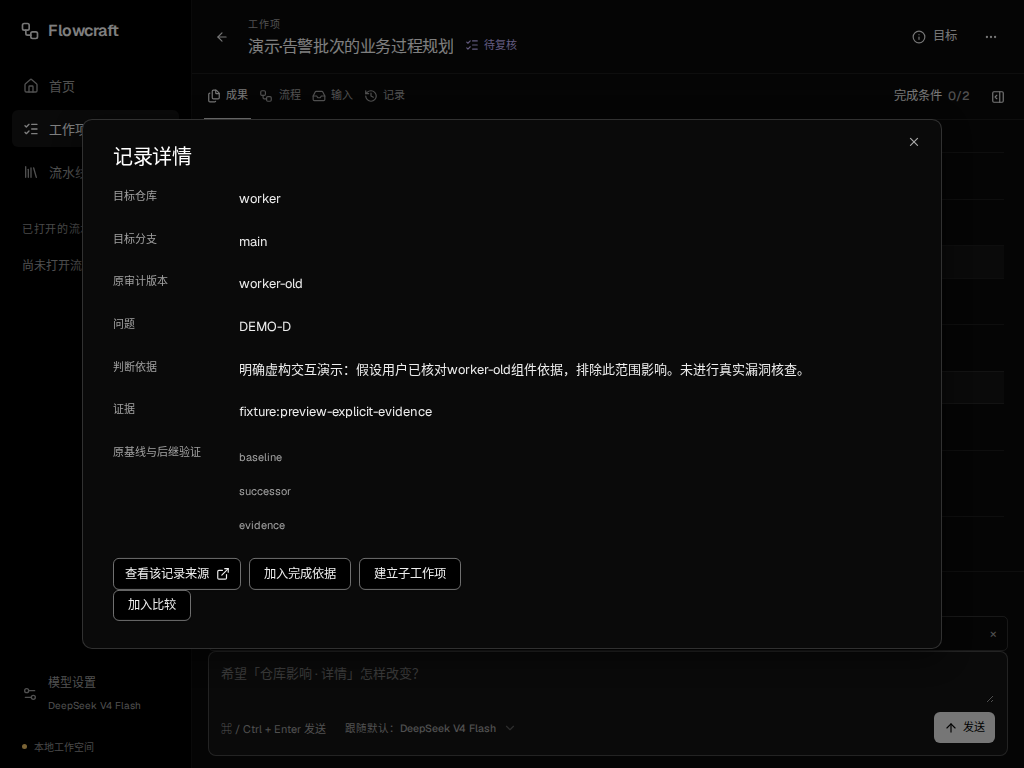 Flowcraft
首页
工作项
流水线
已打开的流
尚未打开流
模型设置
DeepSeek V4 Flash
本地工作空间
工作项
演示·告警批次的业务过程规划
待复核
目标
成果
流程
输入
记录
完成条件 0/2
记录详情
目标仓库
worker
目标分支
main
原审计版本
worker-old
问题
DEMO-D
判断依据
明确虚构交互演示：假设用户已核对worker-old组件依据，排除此范围影响。未进行真实漏洞核查。
证据
fixture:preview-explicit-evidence
原基线与后继验证
baseline
successor
evidence
查看该记录来源
加入完成依据
建立子工作项
加入比较
希望「仓库影响 · 详情」怎样改变？
⌘ / Ctrl + Enter 发送
跟随默认：DeepSeek V4 Flash
发送